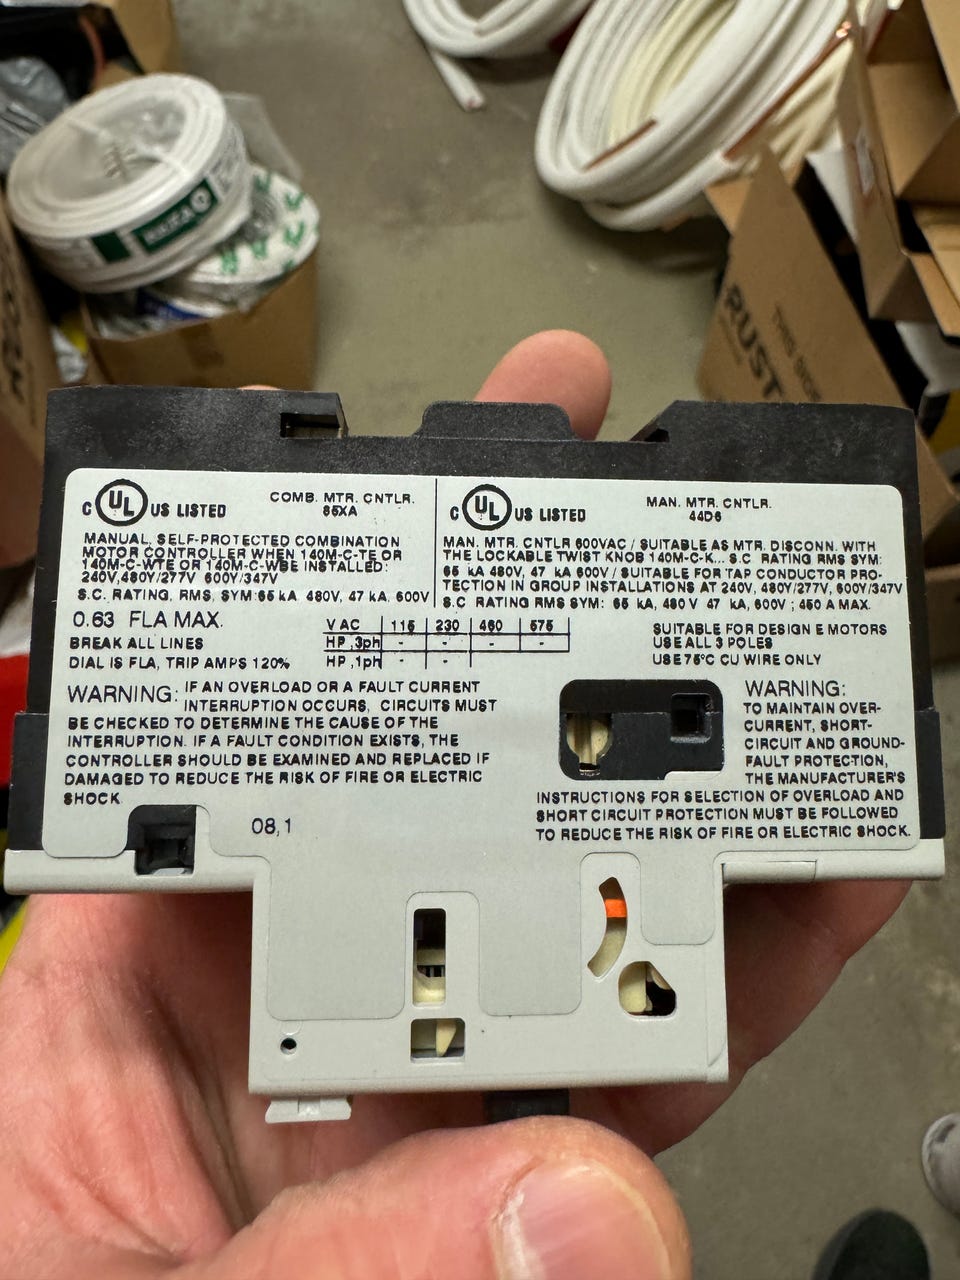 C UL US LISTED
COMB. MTR. CNTLR.
85XA
MANUAL, SELF-PROTECTED COMBINATION
MOTOR CONTROLLER WHEN 140M-C-TE OR
140M-C-WTE OR 140M-C-WBE INSTALLED:
240V,480Y/277V 600Y/347V
S.C. RATING, RMS, SYM:65 kA 480V, 47 kA, 600V
C UL US LISTED
MAN. MTR. CNTLR.
44D6
MAN. MTR. CNTLR 600VAC / SUITABLE AS MTR. DISCONN. WITH
THE LOCKABLE TWIST KNOB 140M-C-K... S.C RATING RMS SYM:
65 kA 480V, 47 kA 600V / SUITABLE FOR TAP CONDUCTOR PRO-
TECTION IN GROUP INSTALLATIONS AT 240V, 480Y/277V, 600Y/347V
S.C RATING RMS SYM: 65 kA, 480 V 47 kA, 600V ; 450 A MAX.
0.63 FLA MAX.
BREAK ALL LINES
DIAL IS FLA, TRIP AMPS 120%
V AC 115 230 460 575
HP ,3ph - - - -
HP ,1ph - -
SUITABLE FOR DESIGN E MOTORS
USE ALL 3 POLES
USE 75°C CU WIRE ONLY
WARNING: IF AN OVERLOAD OR A FAULT CURRENT
INTERRUPTION OCCURS, CIRCUITS MUST
BE CHECKED TO DETERMINE THE CAUSE OF THE
INTERRUPTION. IF A FAULT CONDITION EXISTS, THE
CONTROLLER SHOULD BE EXAMINED AND REPLACED IF
DAMAGED TO REDUCE THE RISK OF FIRE OR ELECTRIC
SHOCK.
WARNING:
TO MAINTAIN OVER-
CURRENT, SHORT-
CIRCUIT AND GROUND-
FAULT PROTECTION,
THE MANUFACTURER'S
INSTRUCTIONS FOR SELECTION OF OVERLOAD AND
SHORT CIRCUIT PROTECTION MUST BE FOLLOWED
TO REDUCE THE RISK OF FIRE OR ELECTRIC SHOCK.
08,1
RUST
THIS SIDE